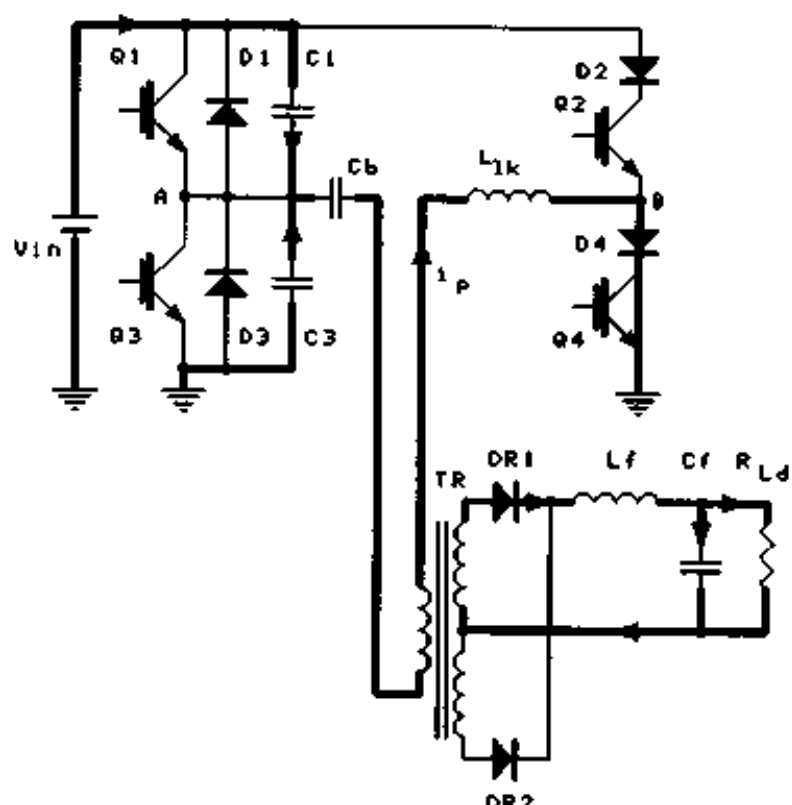 Q1
D1
C1
D2
Q2
A
Cb
L1k
B
Vin
D4
ip
Q3
D3
C3
Q4
DR1
Lf
Cf
RLd
TR
DR2